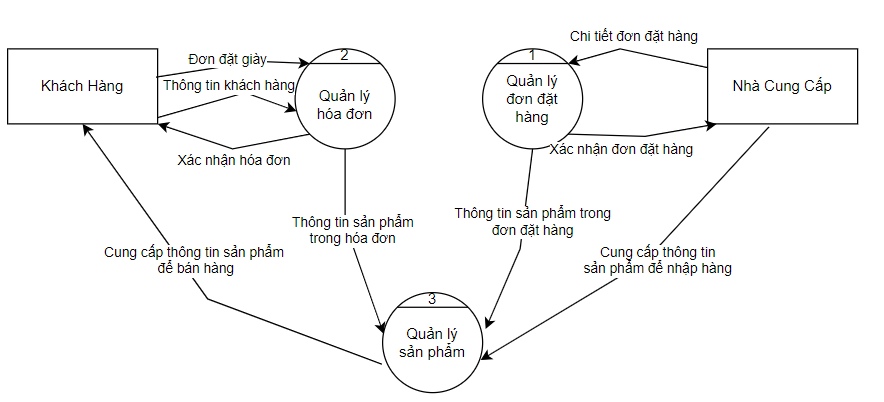 Chi tiết đơn đặt hàng
2
1
Đơn đặt giày
Khách Hàng
Thông tin khách hàng
Quản lý
hóa đơn
Quản lý
đơn đặt
hàng
Nhà Cung Cấp
Xác nhận hóa đơn
Xác nhận đơn đặt hàng
Thông tin sản phẩm
trong hóa đơn
Thông tin sản phẩm trong
đơn đặt hàng
Cung cấp thông tin sản phẩm
để bán hàng
Cung cấp thông tin
sản phẩm để nhập hàng
3
Quản lý
sản phẩm